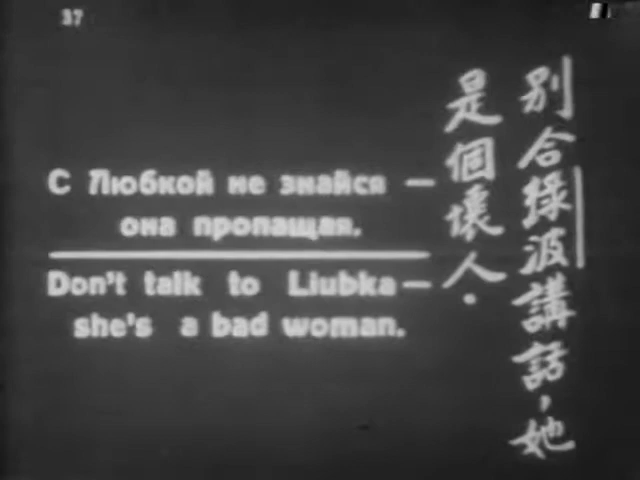 37
С Любкой не знайся —
она пропащая.
Don't talk to Liubka —
she's a bad woman.
別合綠波講話，她
是個壞人.